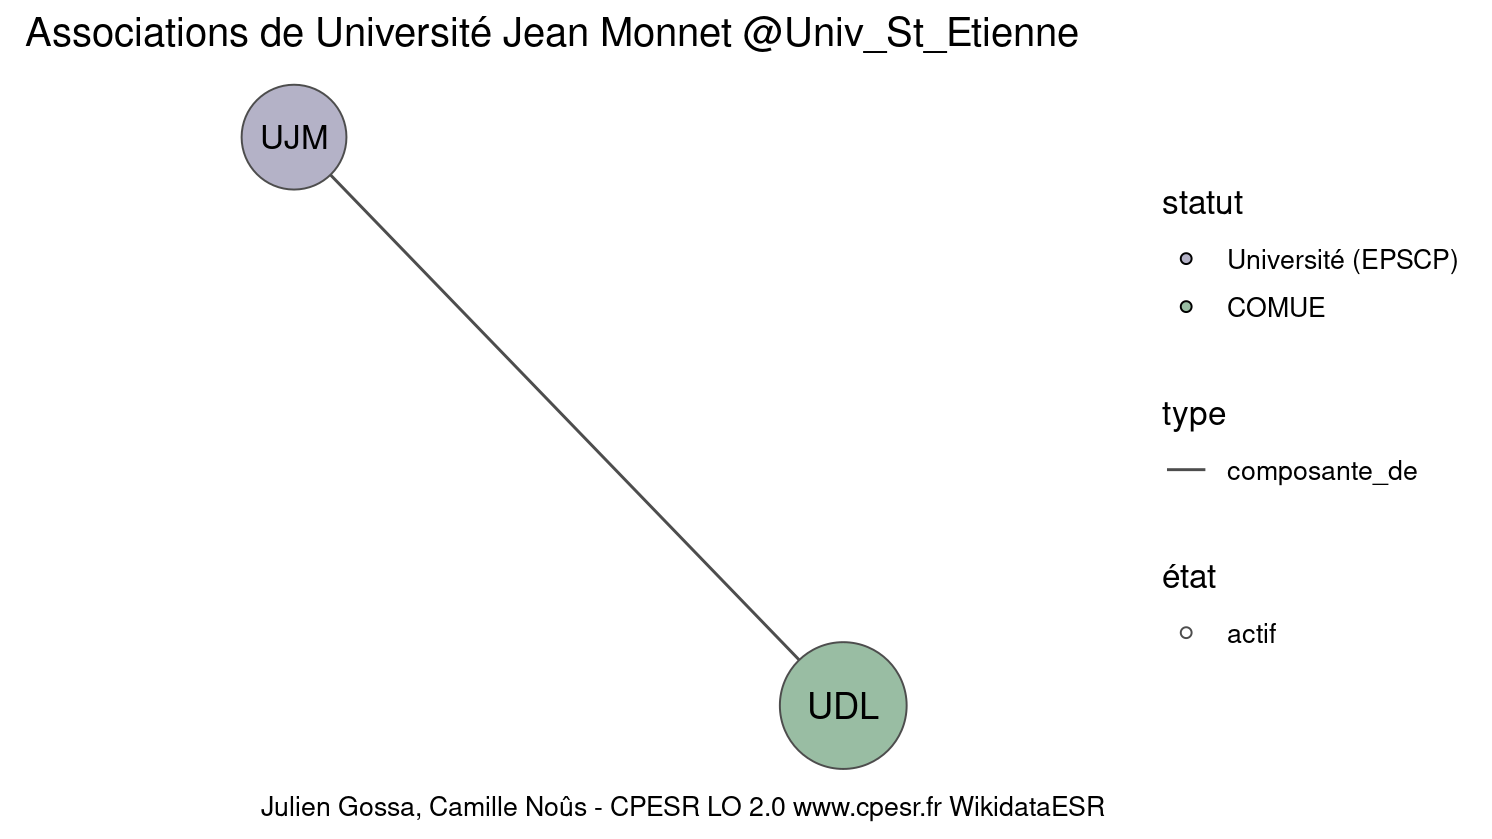 Associations de Université Jean Monnet @Univ_St_Etienne
UJM
UDL
statut
Université (EPSCP)
COMUE
type
composante_de
état
actif
Julien Gossa, Camille Noûs - CPESR LO 2.0 www.cpesr.fr WikidataESR